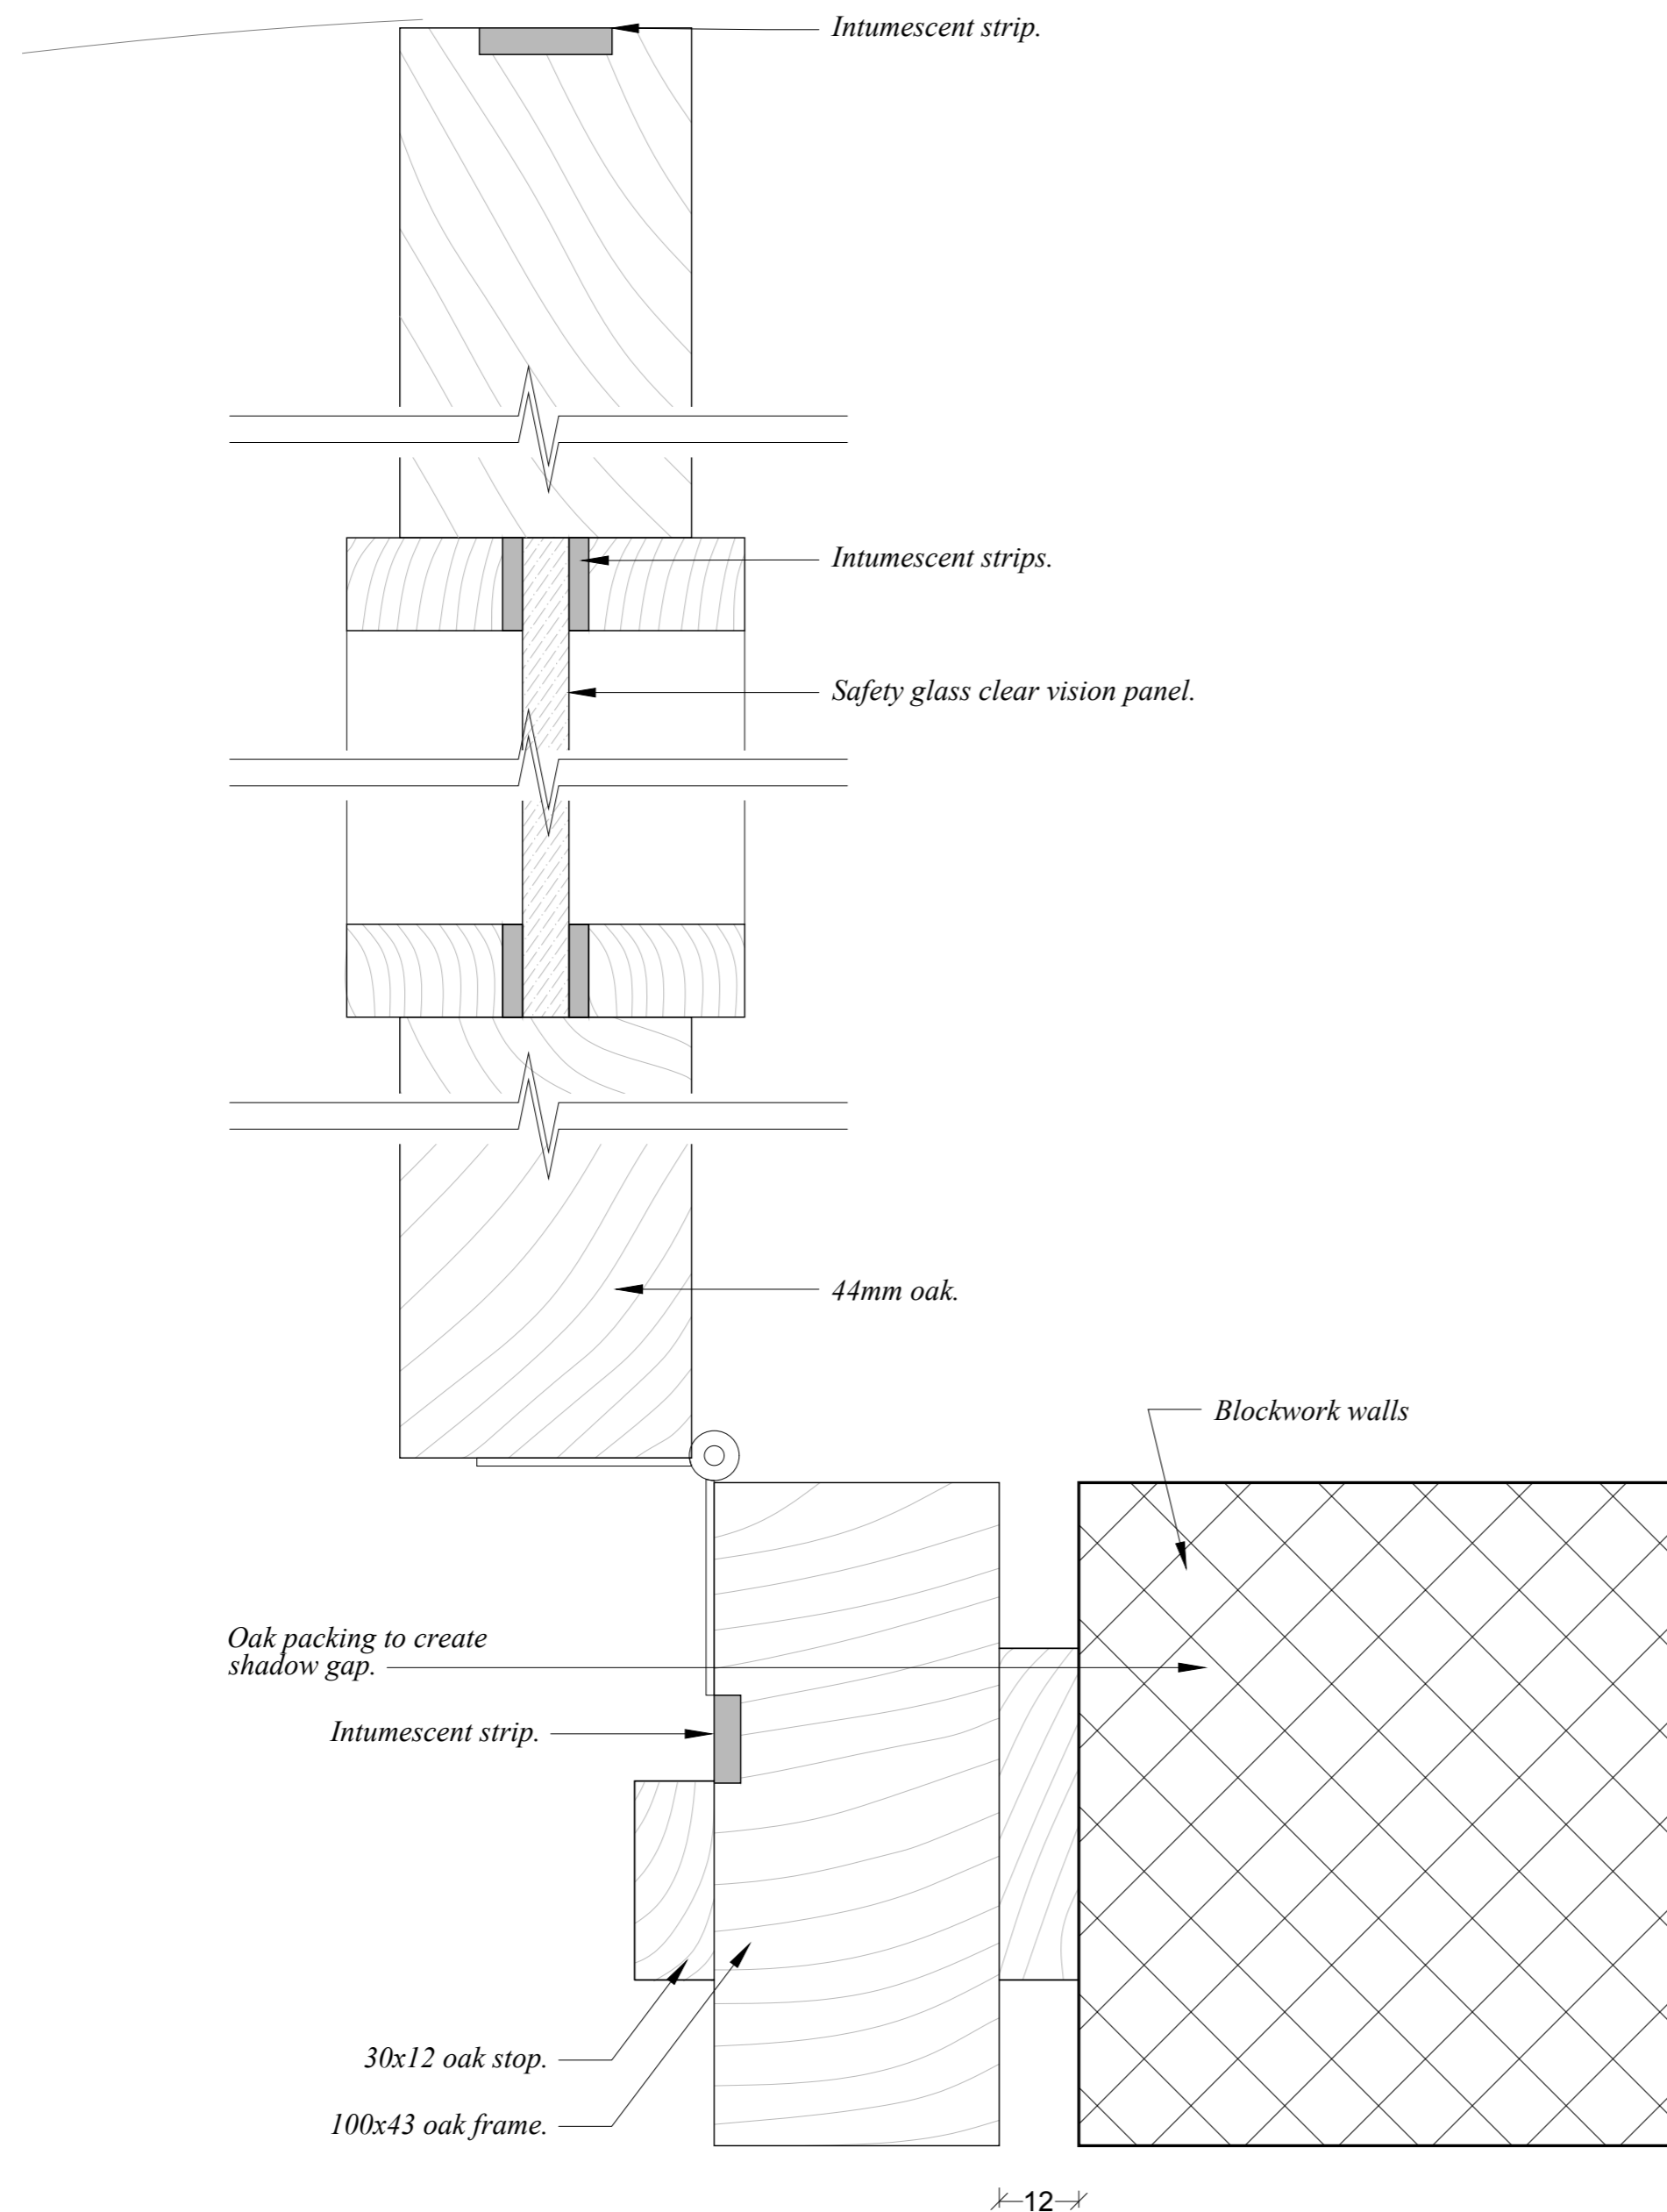 Intumescent strip.
Intumescent strips.
Safety glass clear vision panel.
44mm oak.
Blockwork walls
Oak packing to create
shadow gap.
Intumescent strip.
30x12 oak stop.
100x43 oak frame.
12